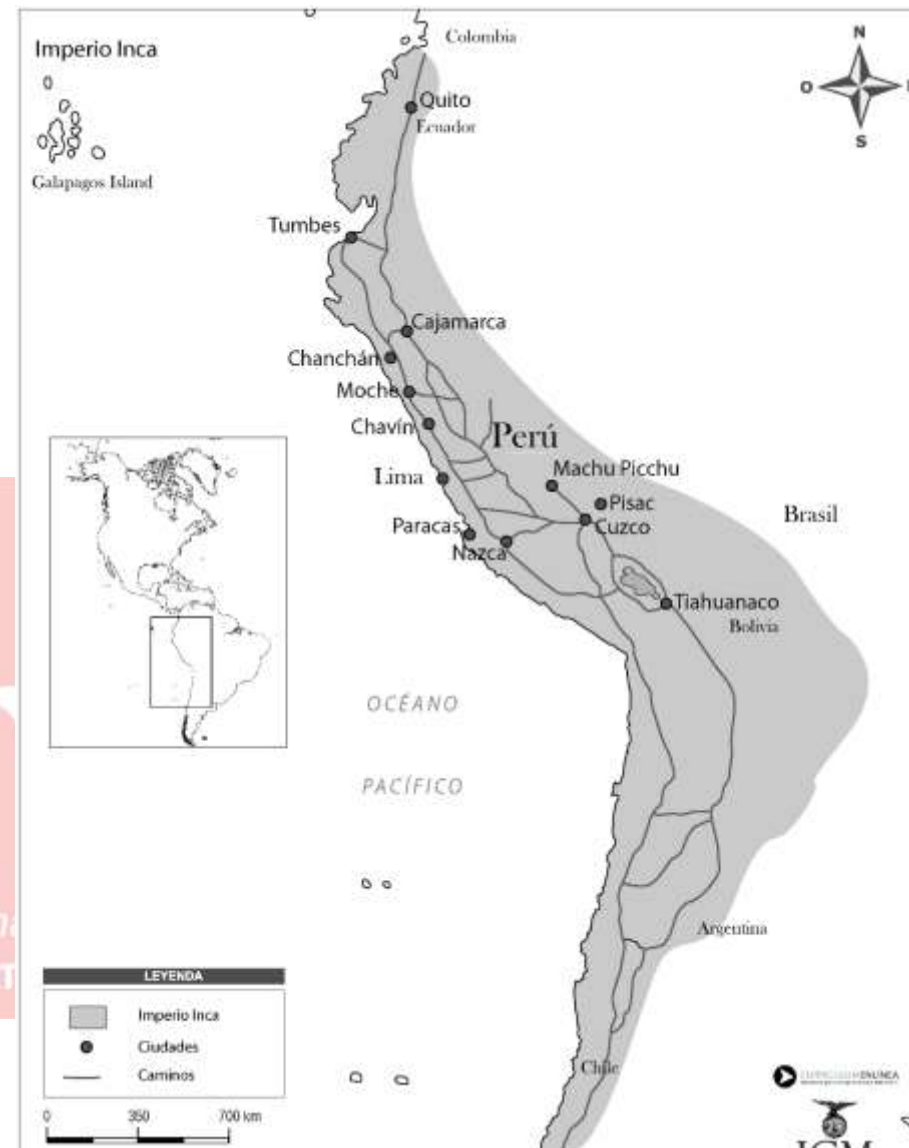 Imperio Inca
Colombia
N
O
S
Quito
Ecuador
Galapagos Island
Tumbes
Cajamarca
Chanchán
Moche
Chavín
Perú
Lima
Machu Picchu
Pisac
Brasil
Cuzco
Paracas
Nazca
Tiahuanaco
Bolivia
OCÉANO
PACÍFICO
Argentina
LEYENDA
Imperio Inca
Ciudades
Caminos
Chile
0 350 700 km